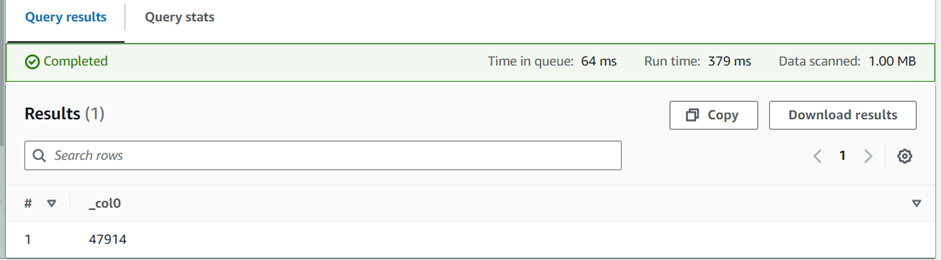 Query results Query stats
Completed Time in queue: 64 ms Run time: 379 ms Data scanned: 1.00 MB
Results (1) Copy Download results
Search rows 1
# _col0
1 47914